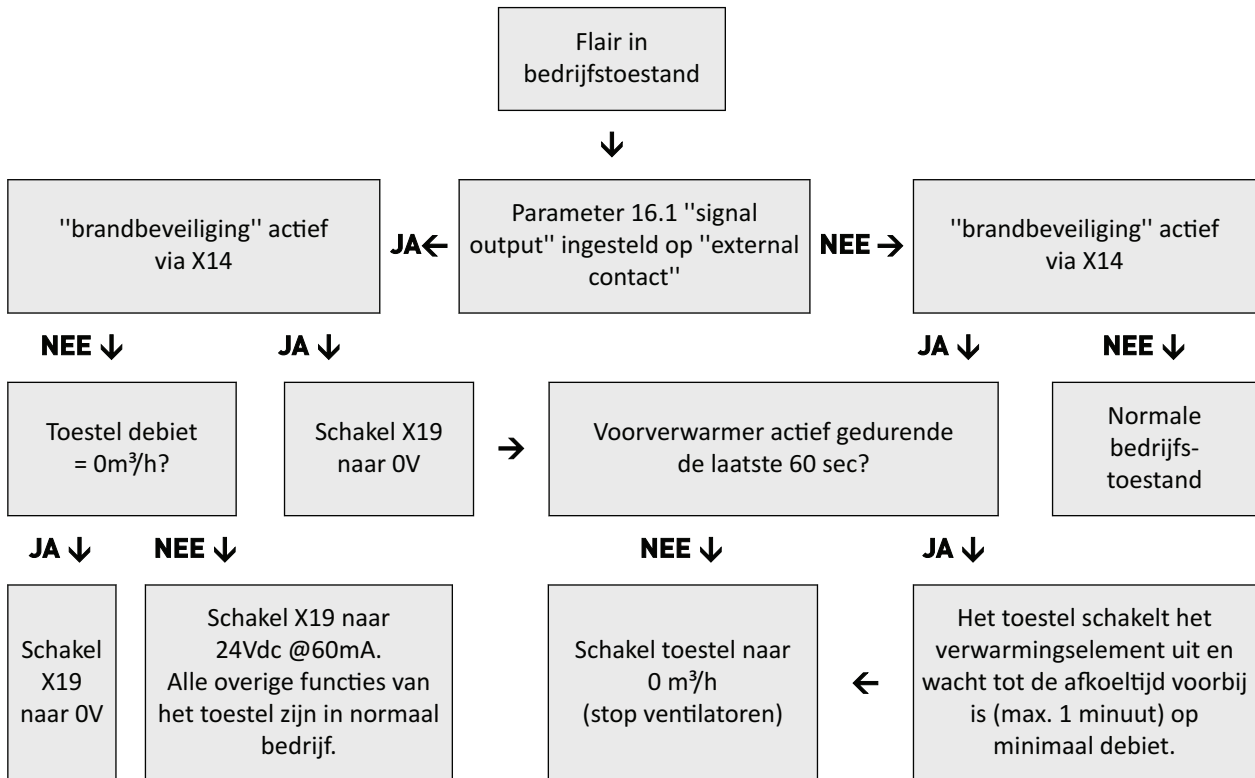 Flair in
bedrijfstoestand
↓
''brandbeveiliging'' actief
via X14
JA←
Parameter 16.1 ''signal
output'' ingesteld op ''external
contact''
NEE →
''brandbeveiliging'' actief
via X14
NEE ↓
JA ↓
JA ↓
NEE ↓
Toestel debiet
= 0m³/h?
Schakel X19
naar 0V
→
Voorverwarmer actief gedurende
de laatste 60 sec?
Normale
bedrijfs-
toestand
JA ↓
NEE ↓
NEE ↓
JA ↓
Schakel
X19
naar 0V
Schakel X19 naar
24Vdc @60mA.
Alle overige functies van
het toestel zijn in normaal
bedrijf.
Schakel toestel naar
0 m³/h
(stop ventilatoren)
←
Het toestel schakelt het
verwarmingselement uit en
wacht tot de afkoeltijd voorbij
is (max. 1 minuut) op
minimaal debiet.